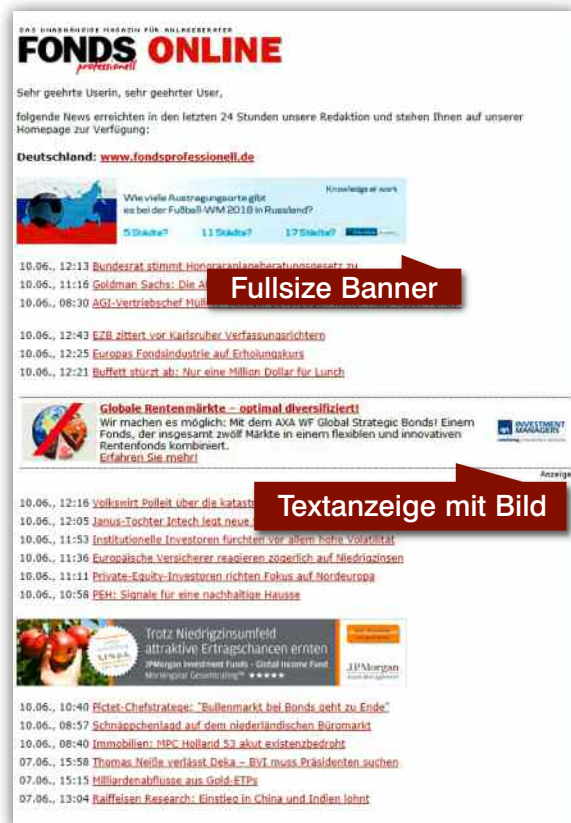 DAS UNABHÄNGIGE MAGAZIN FÜR ANLAGEBERATER
FONDS ONLINE
professionell
Sehr geehrte Userin, sehr geehrter User,
folgende News erreichten in den letzten 24 Stunden unsere Redaktion und stehen Ihnen auf unserer
Homepage zur Verfügung:
Deutschland: www.fondsprofessionell.de
Knowledge at work
Wie viele Austragungsorte gibt
es bei der Fußball-WM 2018 in Russland?
5 Städte? 11 Städte? 17 Städte?
10.06., 12:13 Bundesrat stimmt Honoraranlageberatungsgesetz zu
10.06., 11:16 Goldman Sachs: Die
Fullsize Banner
10.06., 08:30 AGI-Vertriebschef
10.06., 12:43 EZB zittert vor Karlsruher Verfassungsrichtern
10.06., 12:25 Europas Fondsindustrie auf Erholungskurs
10.06., 12:21 Buffett stürzt ab: Nur eine Million Dollar für Lunch
Globale Rentenmärkte – optimal diversifiziert!
Wir machen es möglich: Mit dem AXA WF Global Strategic Bonds! Einem
Fonds, der insgesamt zwölf Märkte in einem flexiblen und innovativen
Rentenfonds kombiniert.
Erfahren Sie mehr!
INVESTMENT
MANAGERS
Anzeige
10.06., 12:16 Volkswirt Polleit über die
10.06., 12:05 Janus-Tochter Intech legt neue
Textanzeige mit Bild
10.06., 11:53 Institutionelle Investoren fürchten vor allem hohe Volatilität
10.06., 11:36 Europäische Versicherer reagieren zögerlich auf Niedrigzinsen
10.06., 11:11 Private-Equity-Investoren richten Fokus auf Nordeuropa
10.06., 10:58 PEH: Signale für eine nachhaltige Hausse
Trotz Niedrigzinsumfeld
attraktive Ertragschancen ernten
JPMorgan Investment Funds - Global Income Fund
Morningstar Gesamtrating™ ★★★★★
J.P.Morgan
Asset Management
10.06., 10:40 Pictet-Chefstratege: "Bullenmarkt bei Bonds geht zu Ende"
10.06., 08:57 Schnäppchenjagd auf dem niederländischen Büromarkt
10.06., 08:40 Immobilien: MPC Holland 53 akut existenzbedroht
07.06., 15:58 Thomas Neiße verlässt Deka – BVI muss Präsidenten suchen
07.06., 15:15 Milliardenabflüsse aus Gold-ETPs
07.06., 13:04 Raiffeisen Research: Einstieg in China und Indien lohnt